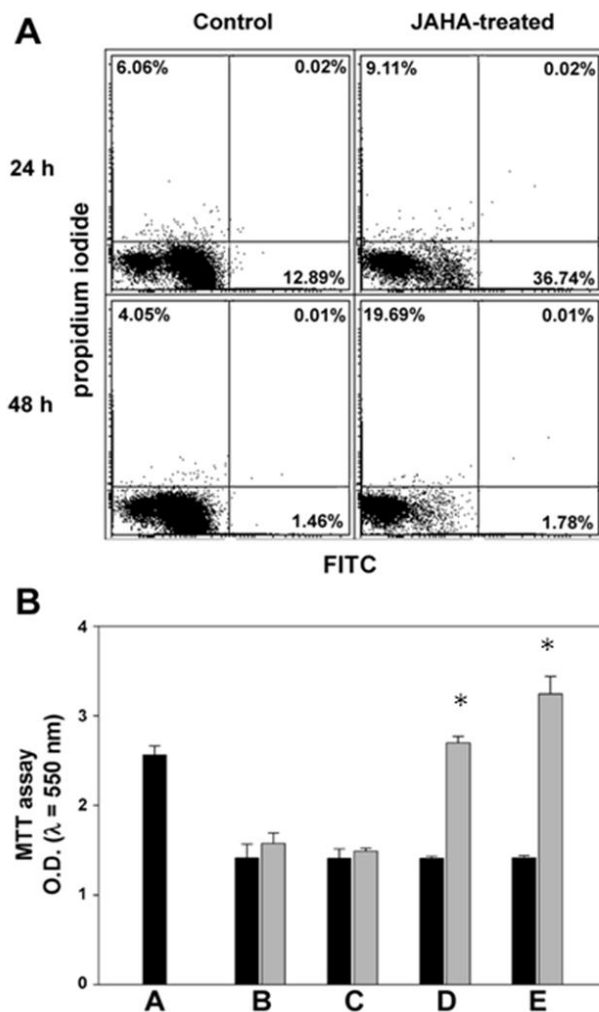 A
Control
JAHA-treated
6.06%
0.02%
9.11%
0.02%
24 h
12.89%
36.74%
propidium iodide
4.05%
0.01%
19.69%
0.01%
48 h
1.46%
1.78%
FITC
B
4
3
2
1
0
MTT assay
O.D. (λ = 550 nm)
*
*
A B C D E